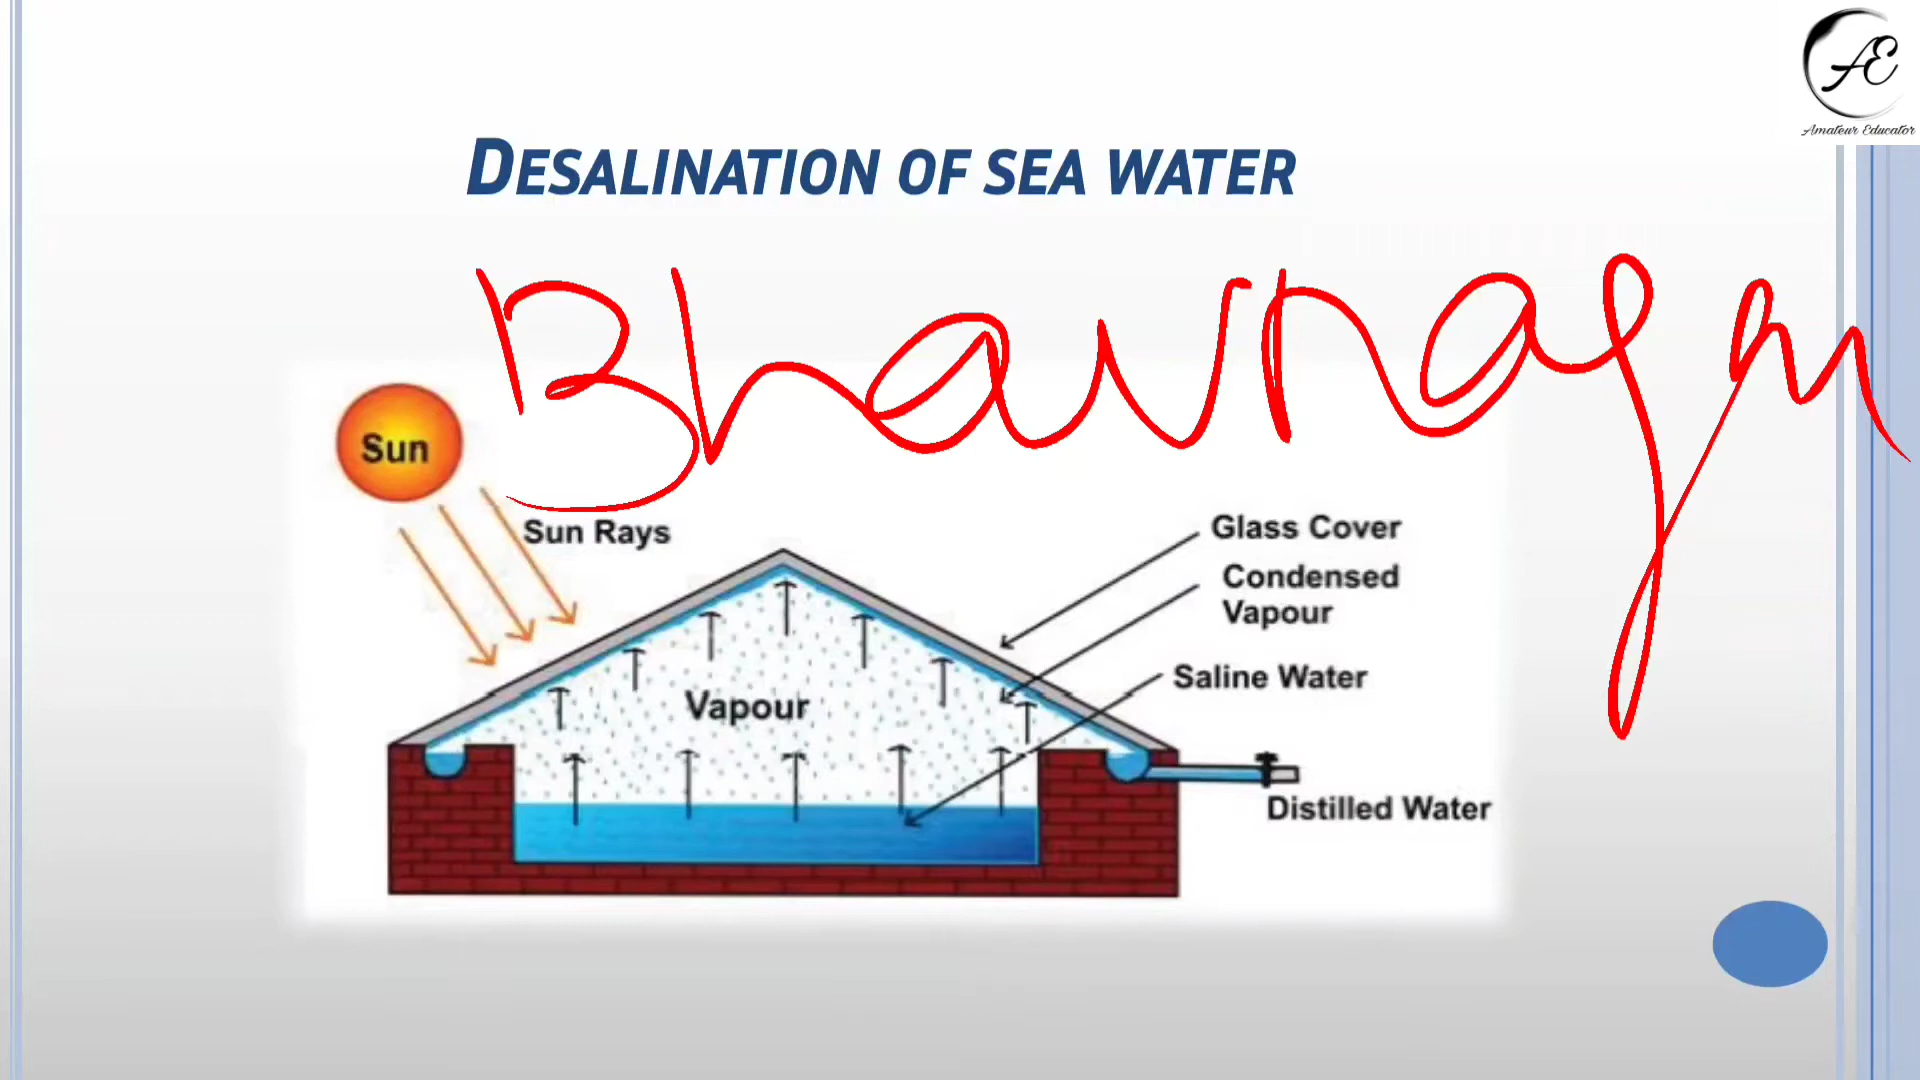 AE
Amateur Educator
DESALINATION OF SEA WATER
Bhavnagar
Sun
Sun Rays
Glass Cover
Condensed
Vapour
Saline Water
Vapour
Distilled Water